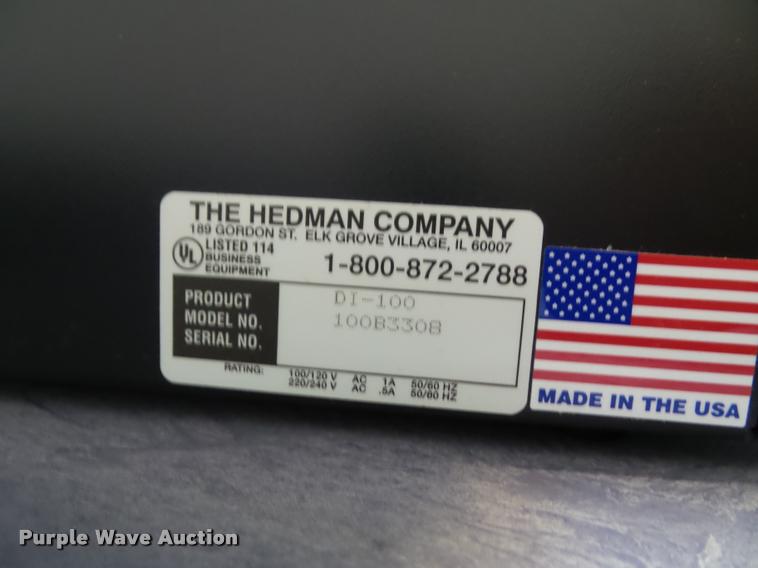 THE HEDMAN COMPANY
189 GORDON ST. ELK GROVE VILLAGE, IL 60007
UL
LISTED 114
BUSINESS
EQUIPMENT
1-800-872-2788
PRODUCT DI-100
MODEL NO. 100B3308
SERIAL NO.
RATING: 100/120 V AC 1A 50/60 HZ
220/240 V AC .5A 50/60 HZ
MADE IN THE USA
Purple Wave Auction